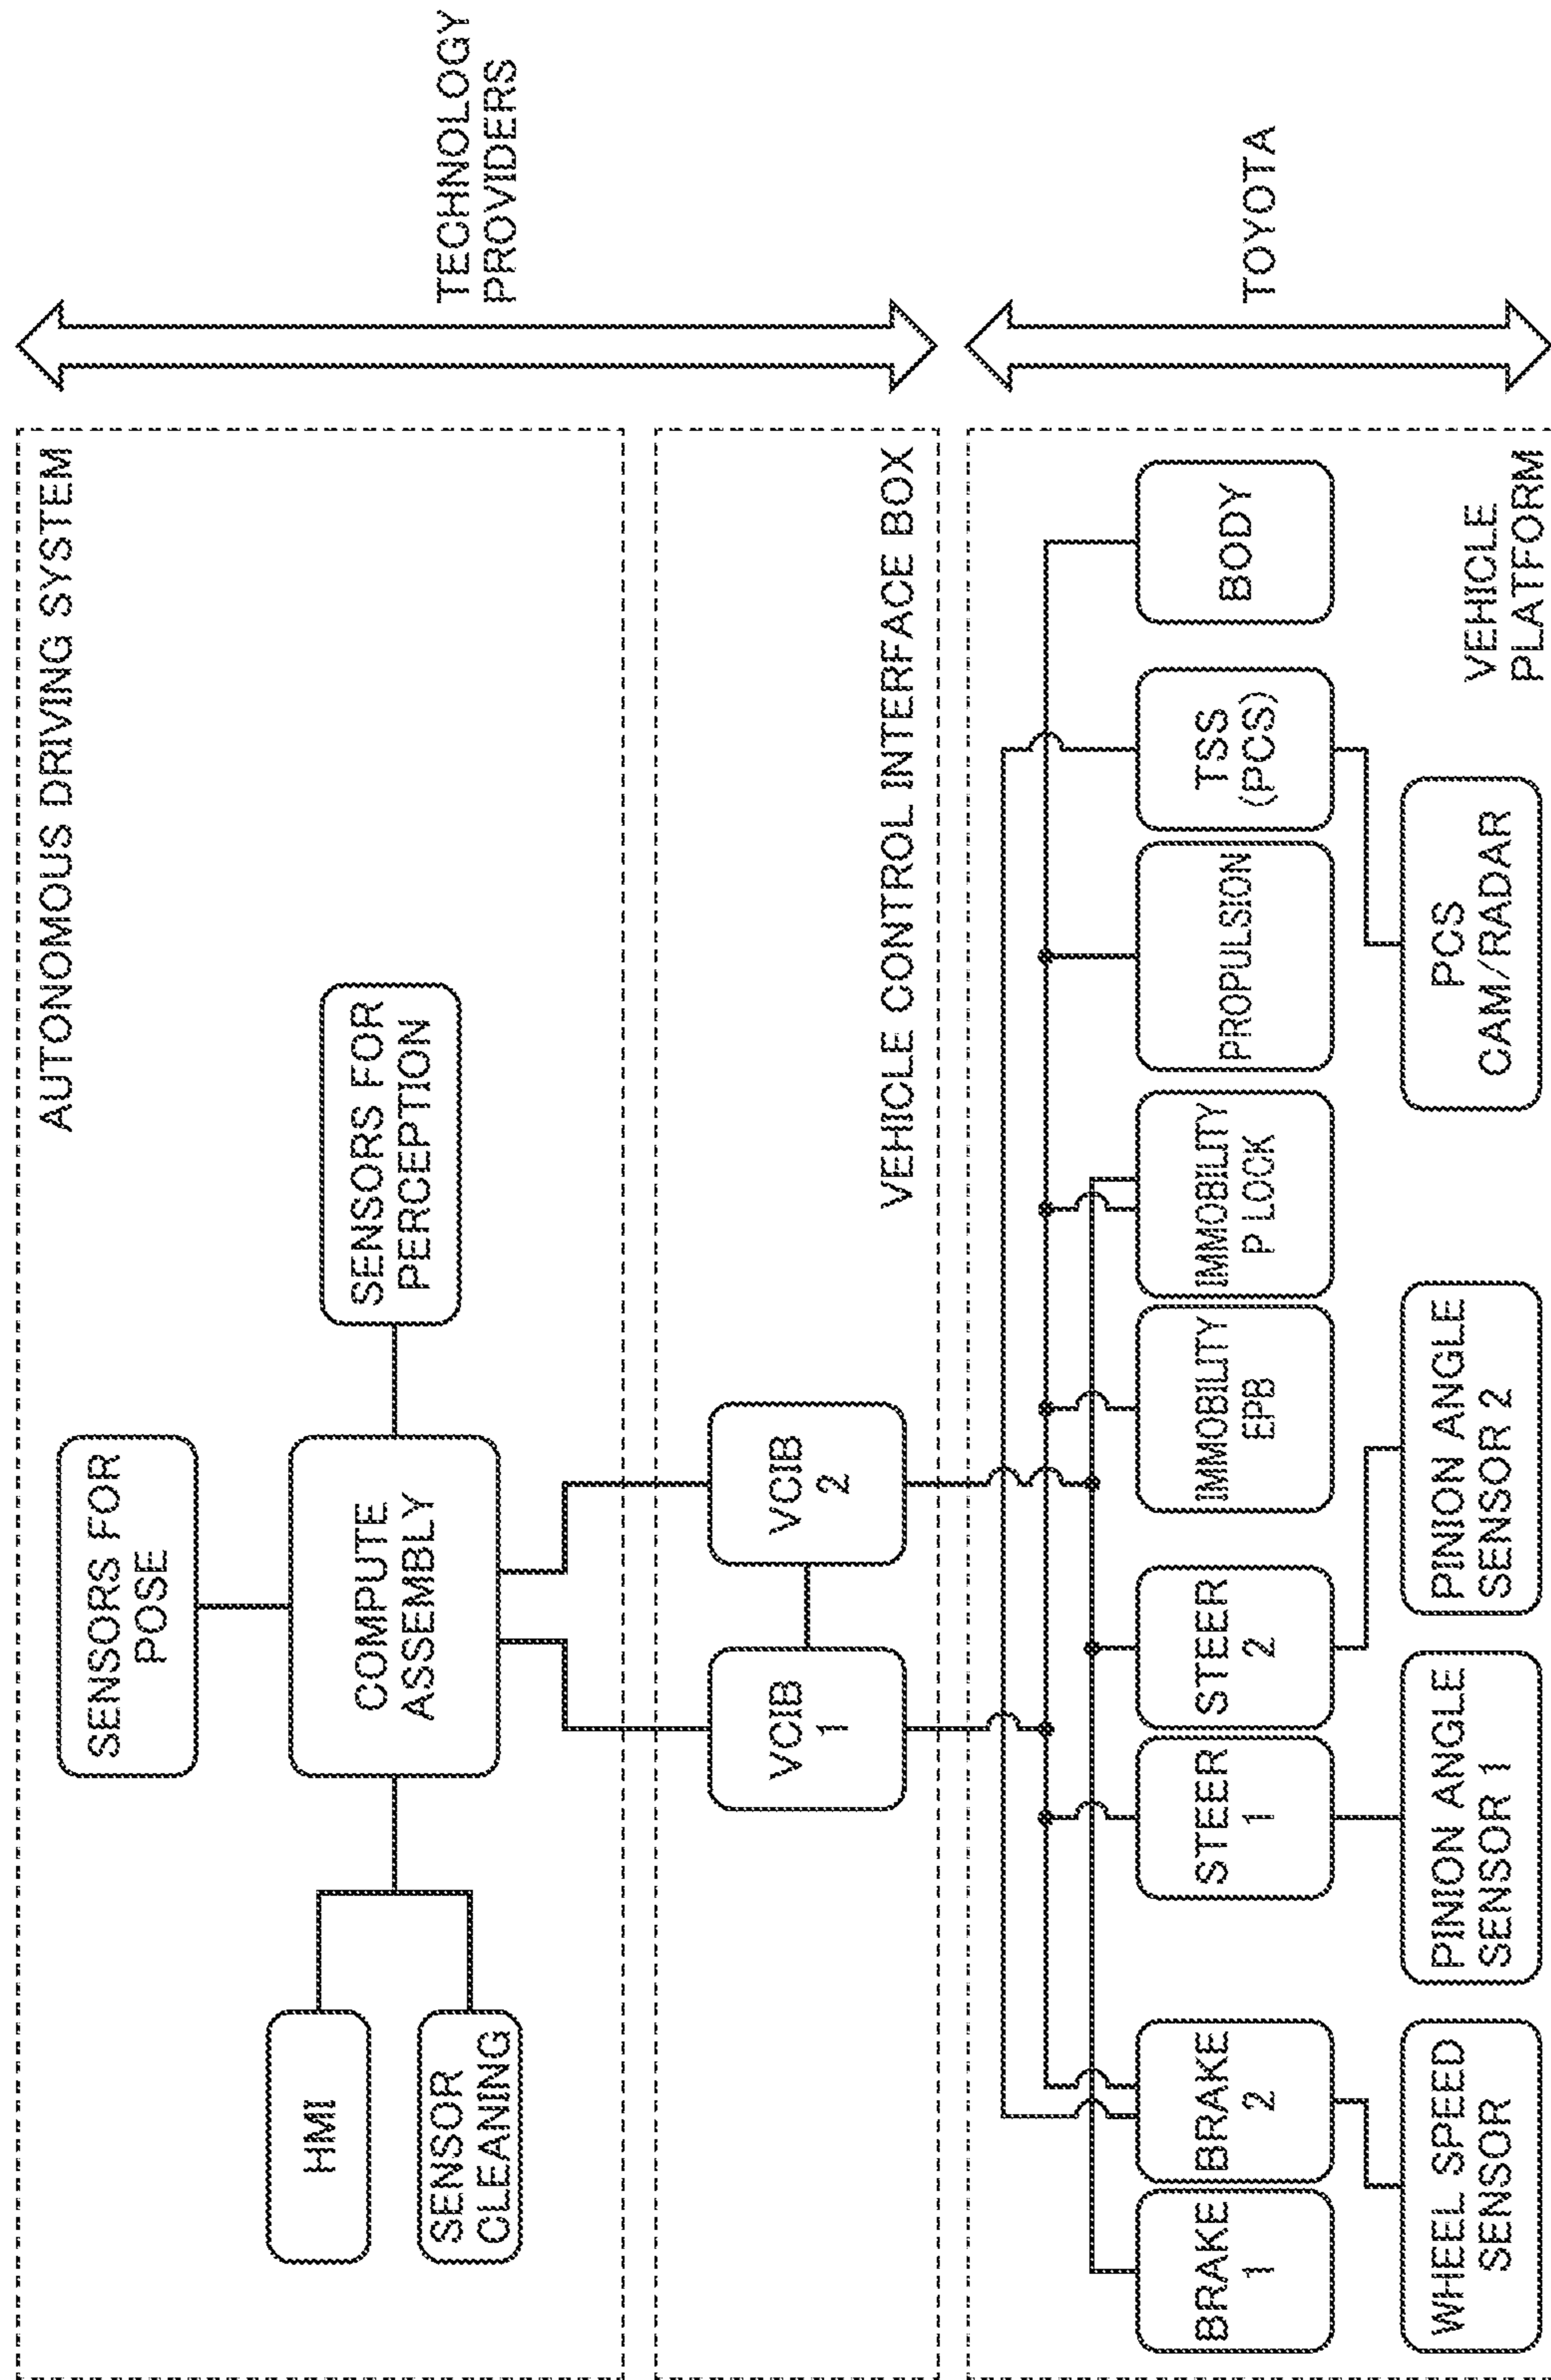 AUTONOMOUS DRIVING SYSTEM
SENSORS FOR
POSE
HMI
SENSOR
CLEANING
COMPUTE
ASSEMBLY
SENSORS FOR
PERCEPTION
TECHNOLOGY
PROVIDERS
VCIB
1
VCIB
2
VEHICLE CONTROL INTERFACE BOX
BRAKE
1
BRAKE
2
STEER
1
STEER
2
IMMOBILITY
EPB
IMMOBILITY
P LOCK
PROPULSION
TSS
(PCS)
BODY
TOYOTA
WHEEL SPEED
SENSOR
PINION ANGLE
SENSOR 1
PINION ANGLE
SENSOR 2
PCS
CAM/RADAR
VEHICLE
PLATFORM